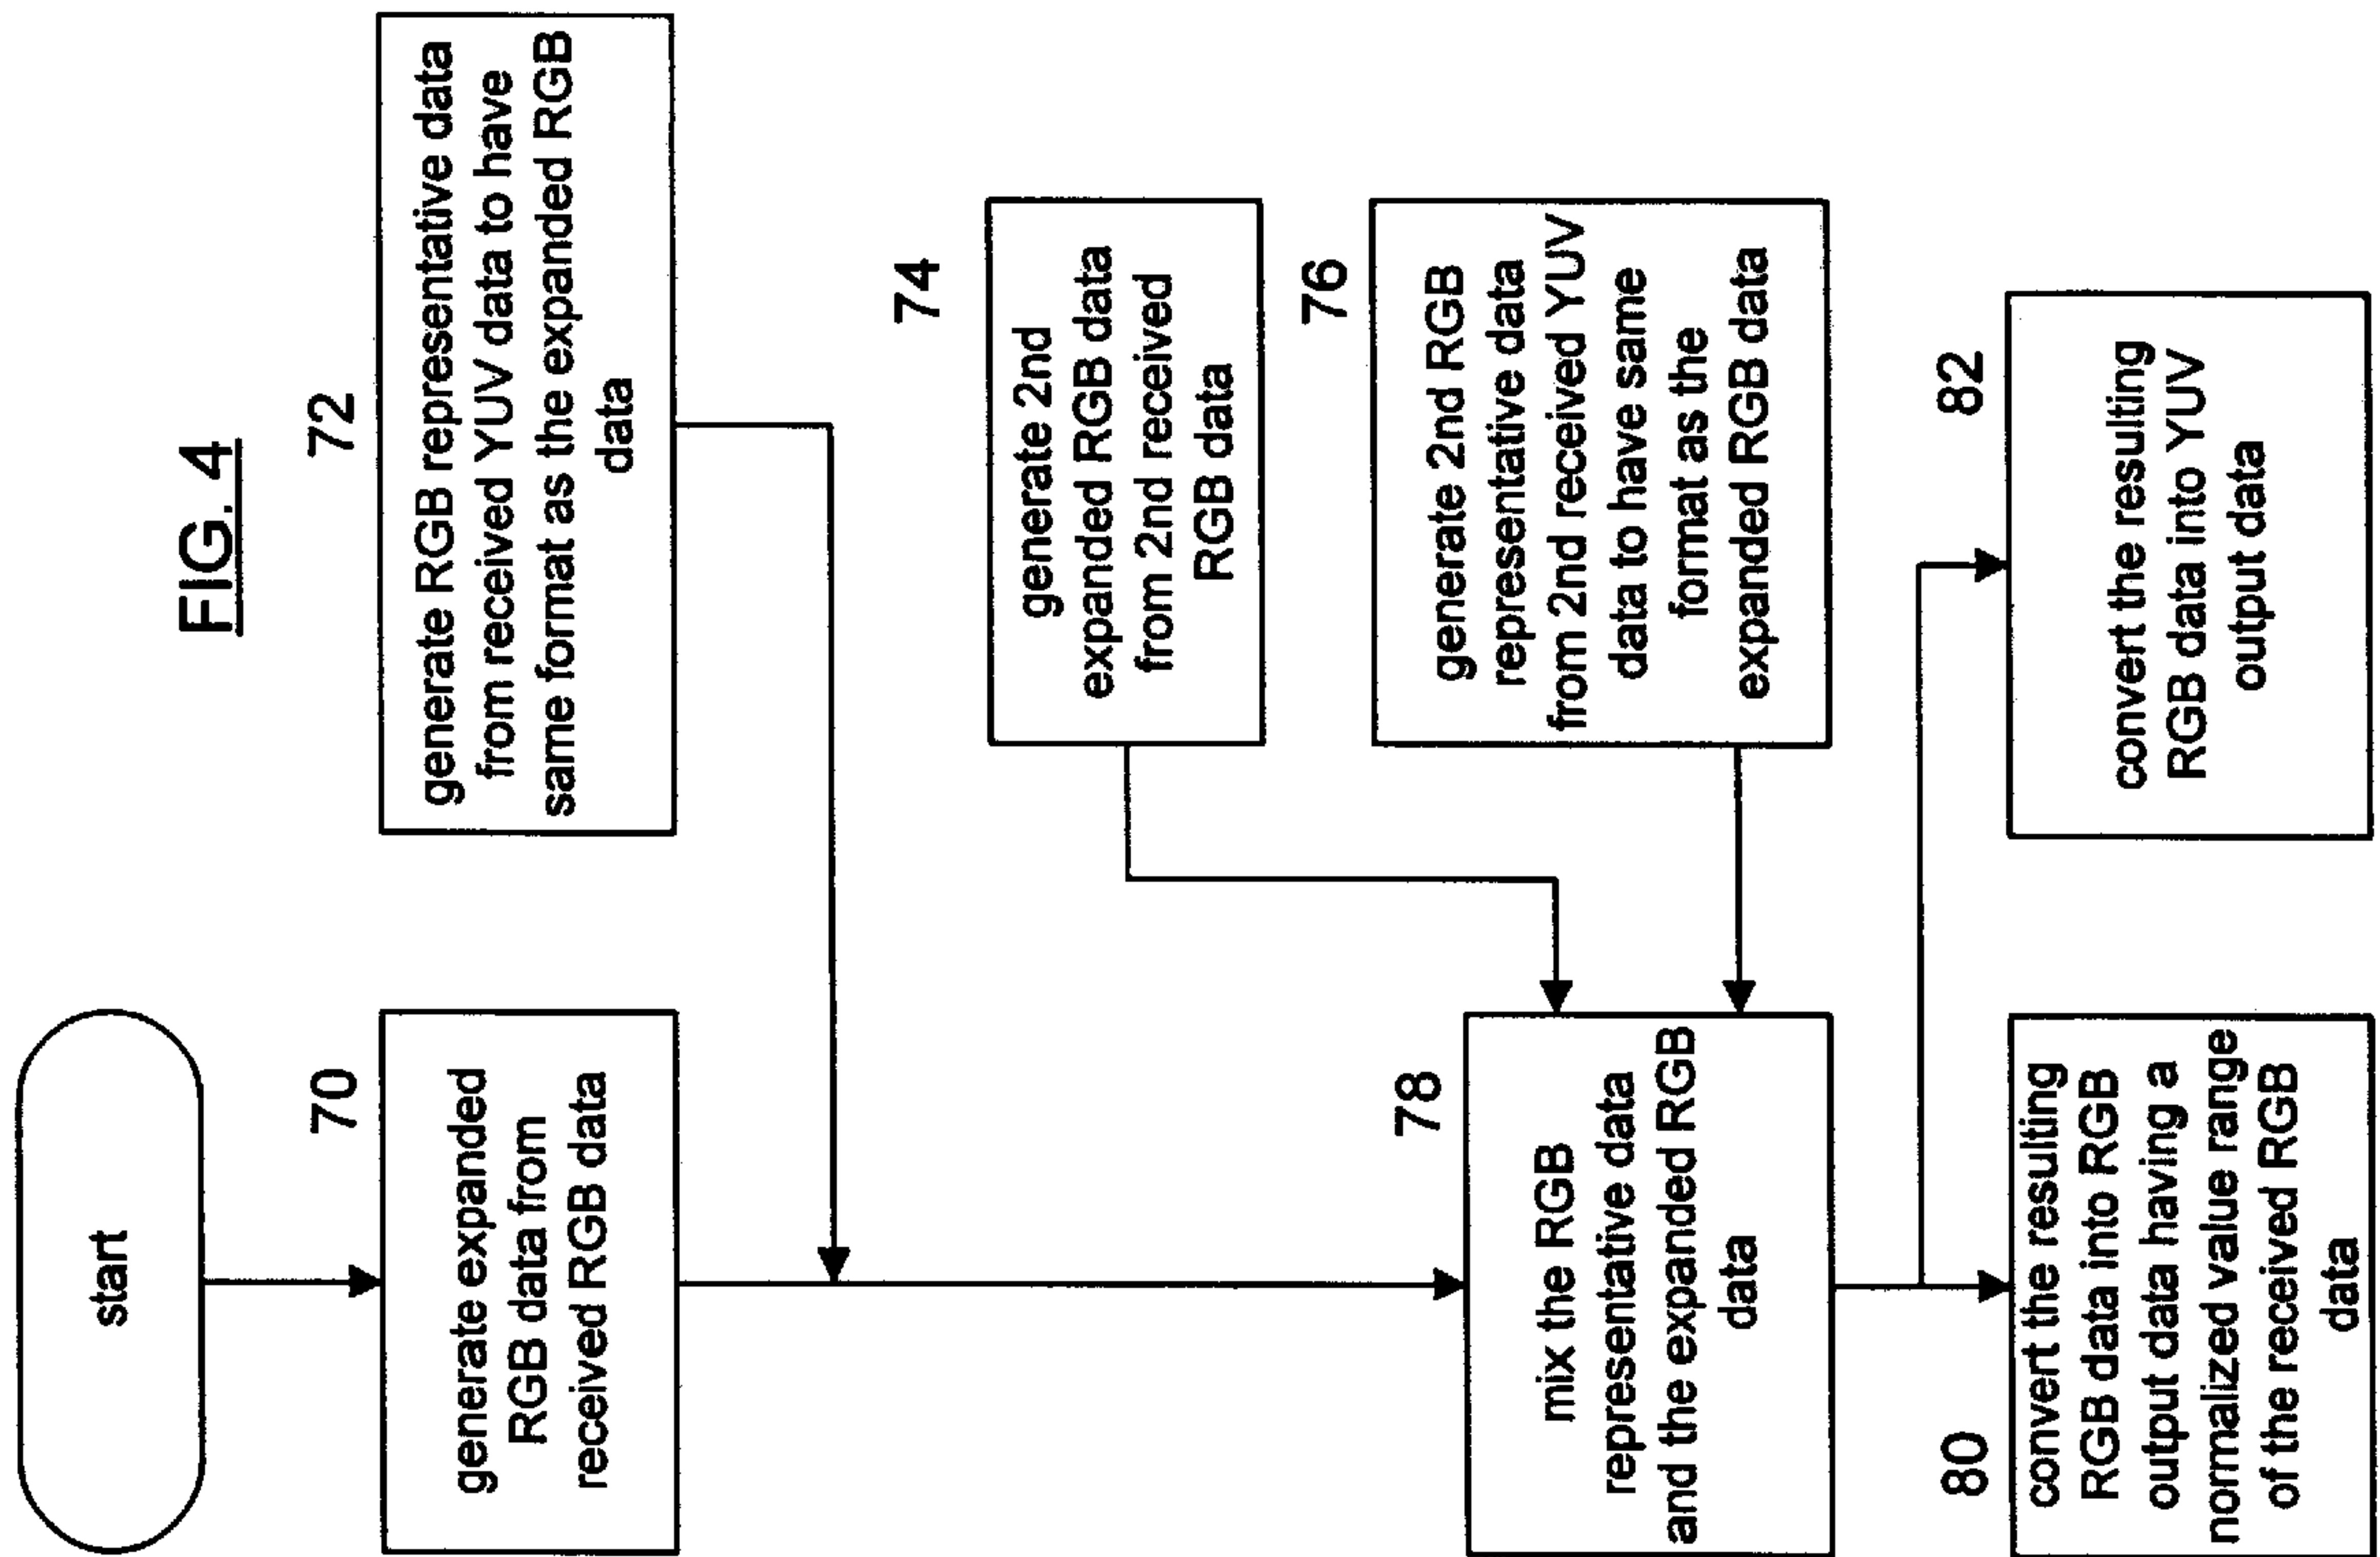 FIG. 4
start
70
generate expanded
RGB data from
received RGB data
72
generate RGB representative data
from received YUV data to have
same format as the expanded RGB
data
74
generate 2nd
expanded RGB data
from 2nd received
RGB data
76
generate 2nd RGB
representative data
from 2nd received YUV
data to have same
format as the
expanded RGB data
78
mix the RGB
representative data
and the expanded RGB
data
80
convert the resulting
RGB data into RGB
output data having a
normalized value range
of the received RGB
data
82
convert the resulting
RGB data into YUV
output data